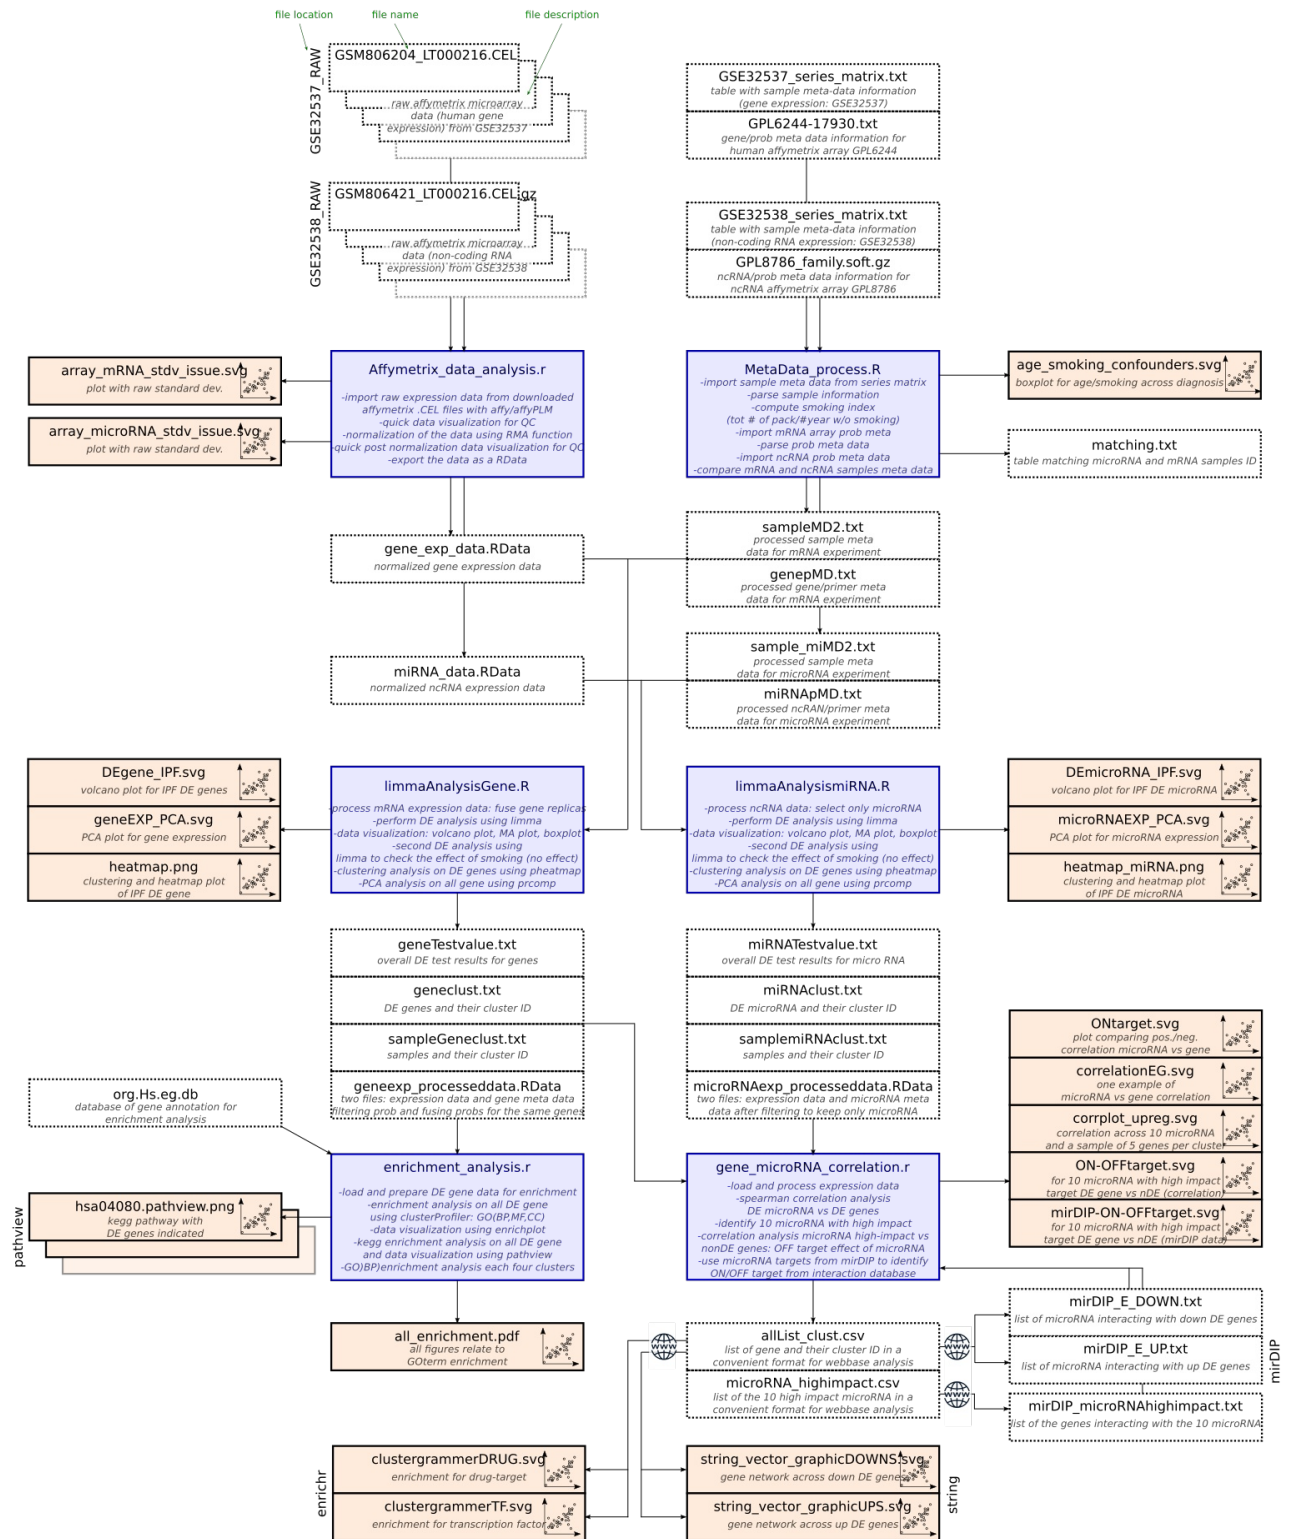 file location
file name
file description
GSE32537_RAW
GSM806204_LT000216.CEL
raw affymetrix microarray
data (human gene
expression) from GSE32537
GSE32537_series_matrix.txt
table with sample meta-data information
(gene expression: GSE32537)
GPL6244-17930.txt
gene/prob meta data information for
human affymetrix array GPL6244
GSE32538_RAW
GSM806421_LT000216.CEL.gz
raw affymetrix microarray
data (non-coding RNA
expression) from GSE32538
GSE32538_series_matrix.txt
table with sample meta-data information
(non-coding RNA expression: GSE32538)
GPL8786_family.soft.gz
ncRNA/prob meta data information for
ncRNA affymetrix array GPL8786
array_mRNA_stdv_issue.svg
plot with raw standard dev.
array_microRNA_stdv_issue.svg
plot with raw standard dev.
Affymetrix_data_analysis.r
-import raw expression data from downloaded
affymetrix .CEL files with affy/affyPLM
-quick data visualization for QC
-normalization of the data using RMA function
-quick post normalization data visualization for QC
-export the data as a RData
MetaData_process.R
-import sample meta data from series matrix
-parse sample information
-compute smoking index
(tot # of pack/#year w/o smoking)
-import mRNA array prob meta
-parse prob meta data
-import ncRNA prob meta data
-compare mRNA and ncRNA samples meta data
age_smoking_confounders.svg
boxplot for age/smoking across diagnosis
matching.txt
table matching microRNA and mRNA samples ID
gene_exp_data.RData
normalized gene expression data
sampleMD2.txt
processed sample meta
data for mRNA experiment
genepMD.txt
processed gene/primer meta
data for mRNA experiment
miRNA_data.RData
normalized ncRNA expression data
sample_miMD2.txt
processed sample meta
data for microRNA experiment
miRNApMD.txt
processed ncRAN/primer meta
data for microRNA experiment
DEgene_IPF.svg
volcano plot for IPF DE genes
geneEXP_PCA.svg
PCA plot for gene expression
heatmap.png
clustering and heatmap plot
of IPF DE gene
limmaAnalysisGene.R
-process mRNA expression data: fuse gene replicas
-perform DE analysis using limma
-data visualization: volcano plot, MA plot, boxplot
-second DE analysis using
limma to check the effect of smoking (no effect)
-clustering analysis on DE genes using pheatmap
-PCA analysis on all gene using prcomp
limmaAnalysismiRNA.R
-process ncRNA data: select only microRNA
-perform DE analysis using limma
-data visualization: volcano plot, MA plot, boxplot
-second DE analysis using
limma to check the effect of smoking (no effect)
-clustering analysis on DE genes using pheatmap
-PCA analysis on all gene using prcomp
DEmicroRNA_IPF.svg
volcano plot for IPF DE microRNA
microRNAEXP_PCA.svg
PCA plot for microRNA expression
heatmap_miRNA.png
clustering and heatmap plot
of IPF DE microRNA
geneTestvalue.txt
overall DE test results for genes
geneclust.txt
DE genes and their cluster ID
sampleGeneclust.txt
samples and their cluster ID
geneexp_processeddata.RData
two files: expression data and gene meta data
filtering prob and fusing probs for the same genes
miRNATestvalue.txt
overall DE test results for micro RNA
miRNAclust.txt
DE microRNA and their cluster ID
samplemiRNAclust.txt
samples and their cluster ID
microRNAexp_processeddata.RData
two files: expression data and microRNA meta
data after filtering to keep only microRNA
ONtarget.svg
plot comparing pos./neg.
correlation microRNA vs gene
correlationEG.svg
one example of
microRNA vs gene correlation
corrplot_upreg.svg
correlation across 10 microRNA
and a sample of 5 genes per cluster
ON-OFFtarget.svg
for 10 microRNA with high impact
target DE gene vs nDE (correlation)
mirDIP-ON-OFFtarget.svg
for 10 microRNA with high impact
target DE gene vs nDE (mirDIP data)
org.Hs.eg.db
database of gene annotation for
enrichment analysis
pathview
hsa04080.pathview.png
kegg pathway with
DE genes indicated
enrichment_analysis.r
-load and prepare DE gene data for enrichment
-enrichment analysis on all DE gene
using clusterProfiler: GO(BP,MF,CC)
-data visualization using enrichplot
-kegg enrichment analysis on all DE gene
and data visualization using pathview
-GO)BP)enrichment analysis each four clusters
gene_microRNA_correlation.r
-load and process expression data
-spearman correlation analysis
DE microRNA vs DE genes
-identify 10 microRNA with high impact
-correlation analysis microRNA high-impact vs
nonDE genes: OFF target effect of microRNA
-use microRNA targets from mirDIP to identify
ON/OFF target from interaction database
all_enrichment.pdf
all figures relate to
GOterm enrichment
WWW
allList_clust.csv
list of gene and their cluster ID in a
convenient format for webbase analysis
microRNA_highimpact.csv
list of the 10 high impact microRNA in a
convenient format for webbase analysis
WWW
WWW
mirDIP_E_DOWN.txt
list of microRNA interacting with down DE genes
mirDIP_E_UP.txt
list of microRNA interacting with up DE genes
mirDIP_microRNAhighimpact.txt
list of the genes interacting with the 10 microRNA
mirDIP
enrichr
clustergrammerDRUG.svg
enrichment for drug-target
clustergrammerTF.svg
enrichment for transcription factor
string_vector_graphicDOWNS.svg
gene network across down DE genes
string_vector_graphicUPS.svg
gene network across up DE genes
string